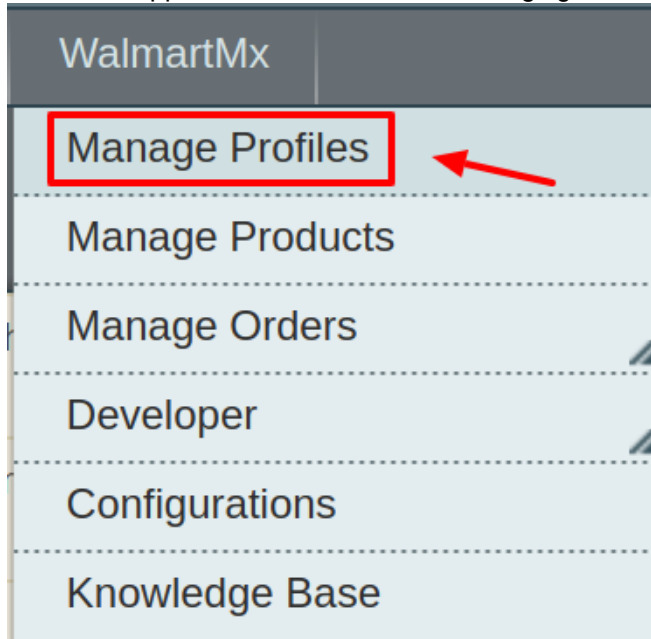 WalmartMx
Manage Profiles
Manage Products
Manage Orders
Developer
Configurations
Knowledge Base